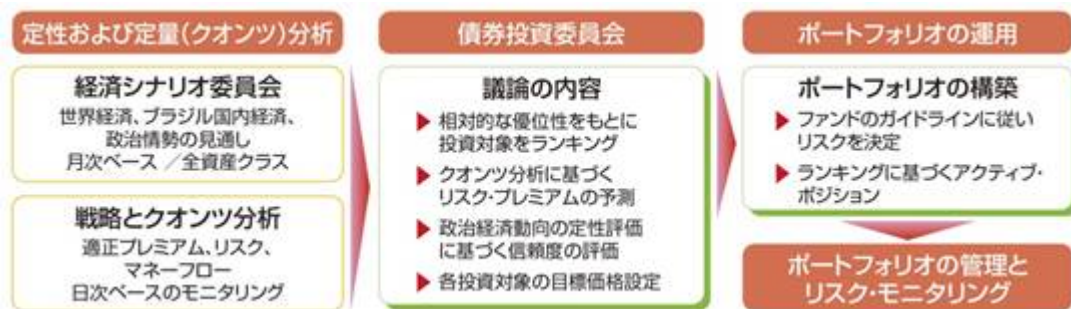 定性および定量(クオンツ)分析
経済シナリオ委員会
世界経済、ブラジル国内経済、
政治情勢の見通し
月次ベース ／全資産クラス
戦略とクオンツ分析
適正プレミアム、リスク、
マネーフロー
日次ベースのモニタリング
債券投資委員会
議論の内容
相対的な優位性をもとに
投資対象をランキング
クオンツ分析に基づく
リスク・プレミアムの予測
政治経済動向の定性評価
に基づく信頼度の評価
各投資対象の目標価格設定
ポートフォリオの運用
ポートフォリオの構築
ファンドのガイドラインに従い
リスクを決定
ランキングに基づくアクティブ・
ポジション
ポートフォリオの管理と
リスク・モニタリング